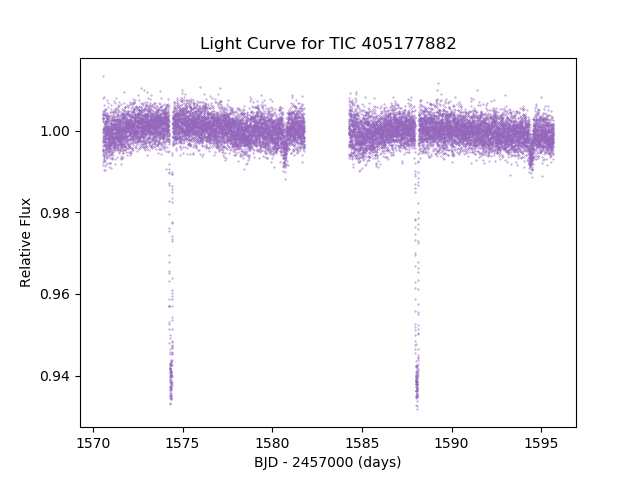 Light Curve for TIC 405177882
1.00
0.98
0.96
0.94
Relative Flux
1570 1575 1580 1585 1590 1595
BJD - 2457000 (days)